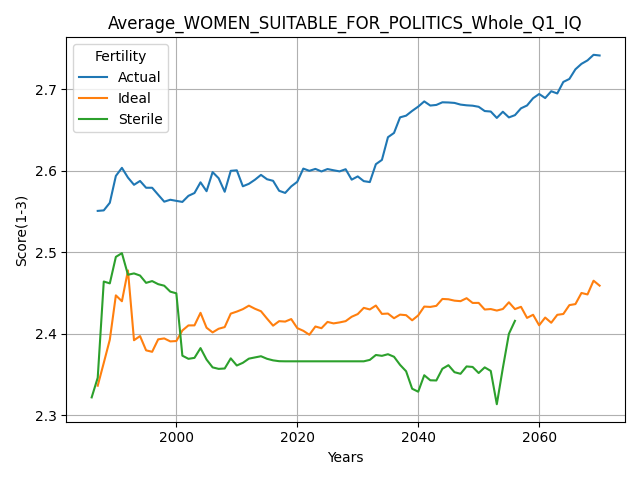 Average_WOMEN_SUITABLE_FOR_POLITICS_Whole_Q1_IQ
Fertility
Actual
Ideal
Sterile
2.7
2.6
2.5
2.4
2.3
Score(1-3)
2000 2020 2040 2060
Years